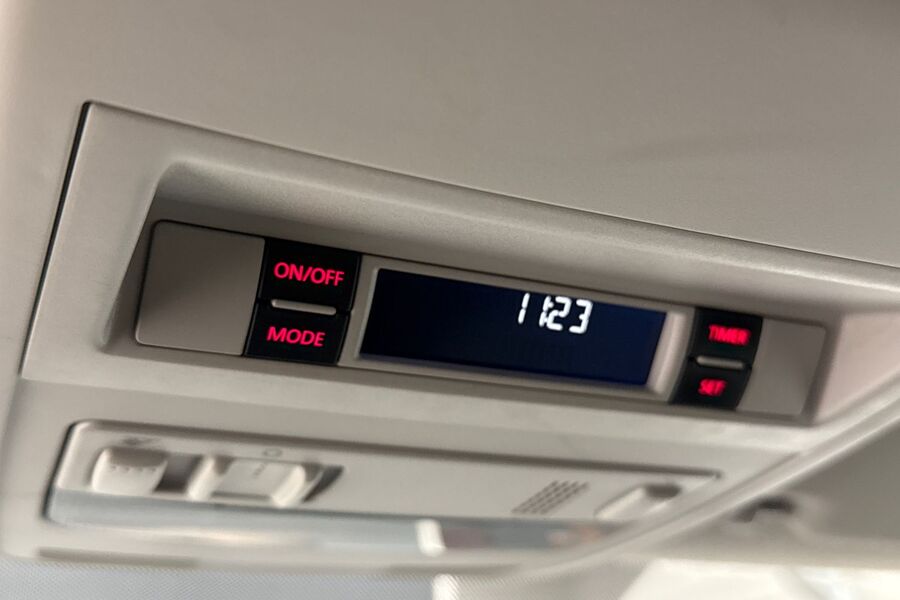 ON/OFF
MODE
11:23
TIMER
SET